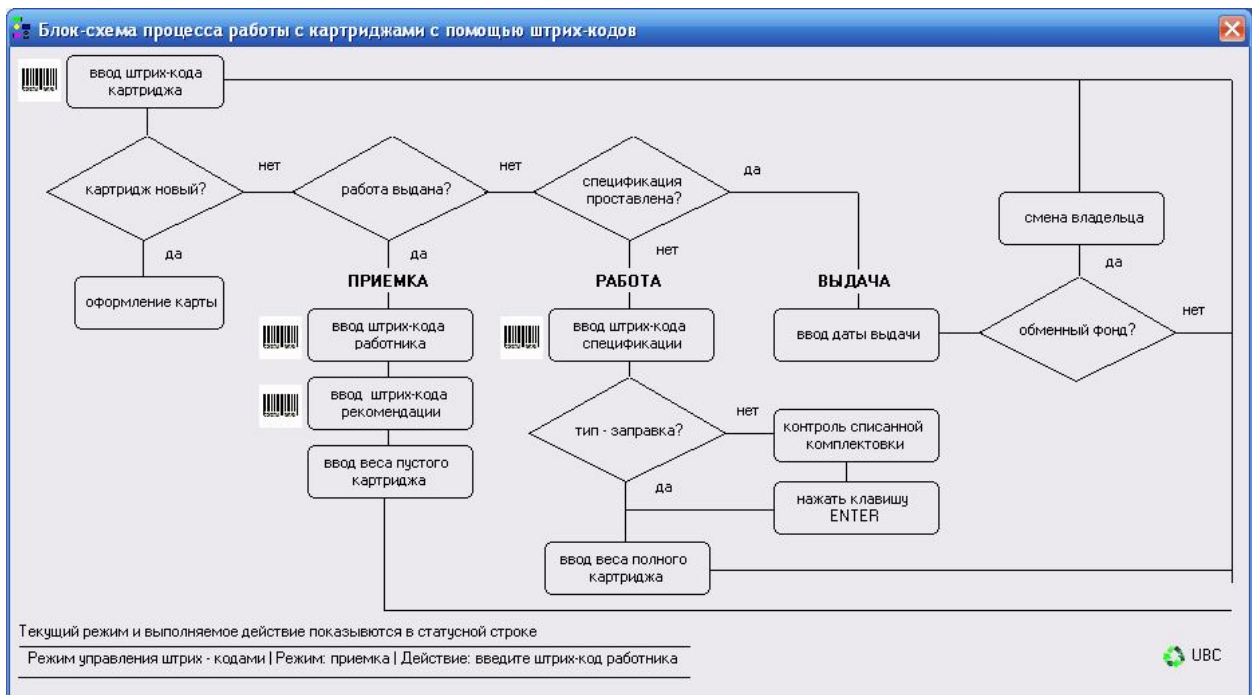 Блок-схема процесса работы с картриджами с помощью штрих-кодов
ввод штрих-кода
картриджа
картридж новый?
нет
работа выдана?
нет
спецификация
проставлена?
да
смена владельца
да
да
нет
да
оформление карты
ПРИЕМКА
РАБОТА
ВЫДАЧА
ввод штрих-кода
работника
ввод штрих-кода
спецификации
ввод даты выдачи
обменный фонд?
нет
ввод штрих-кода
рекомендации
тип - заправка?
нет
контроль списанной
комплектовки
ввод веса пустого
картриджа
да
нажать клавишу
ENTER
ввод веса полного
картриджа
Текущий режим и выполняемое действие показывются в статусной строке
Режим управления штрих - кодами | Режим: приемка | Действие: введите штрих-код работника
UBC